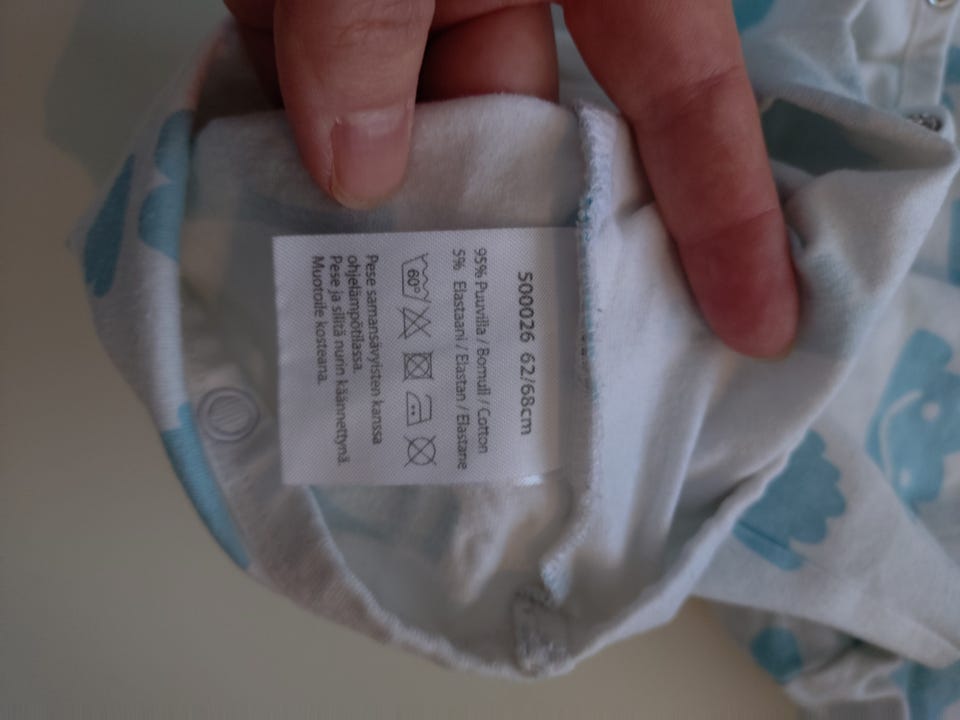 500026 62/68cm
95% Puuvilla / Bomull / Cotton
5% Elastaani / Elastan / Elastane
60°
Pese samansävyisten kanssa
ohjelämpötilassa.
Pese ja silitä nurin käännettynä.
Muotoile kosteana.